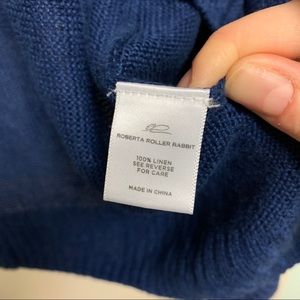 ROBERTA ROLLER RABBIT
100% LINEN
SEE REVERSE
FOR CARE
MADE IN CHINA